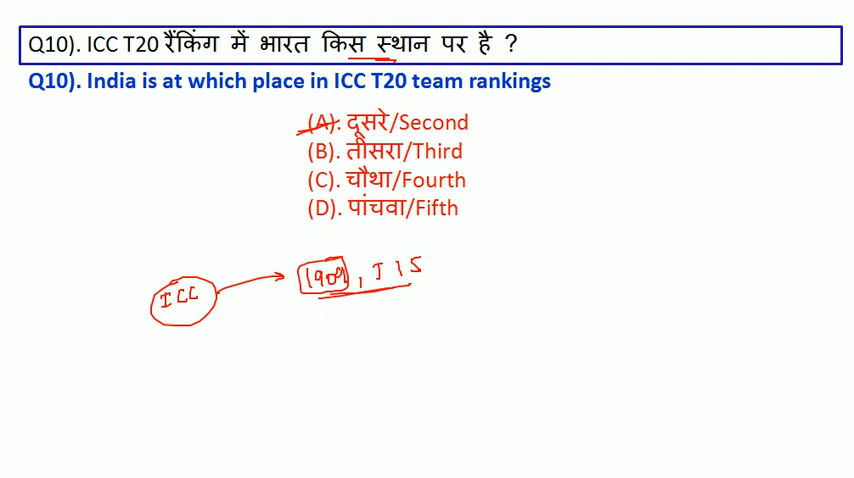 Q10). ICC T20 रैंकिंग में भारत किस स्थान पर है ?
Q10). India is at which place in ICC T20 team rankings
(A). दूसरे/Second
(B). तीसरा/Third
(C). चौथा/Fourth
(D). पांचवा/Fifth
ICC 1909,